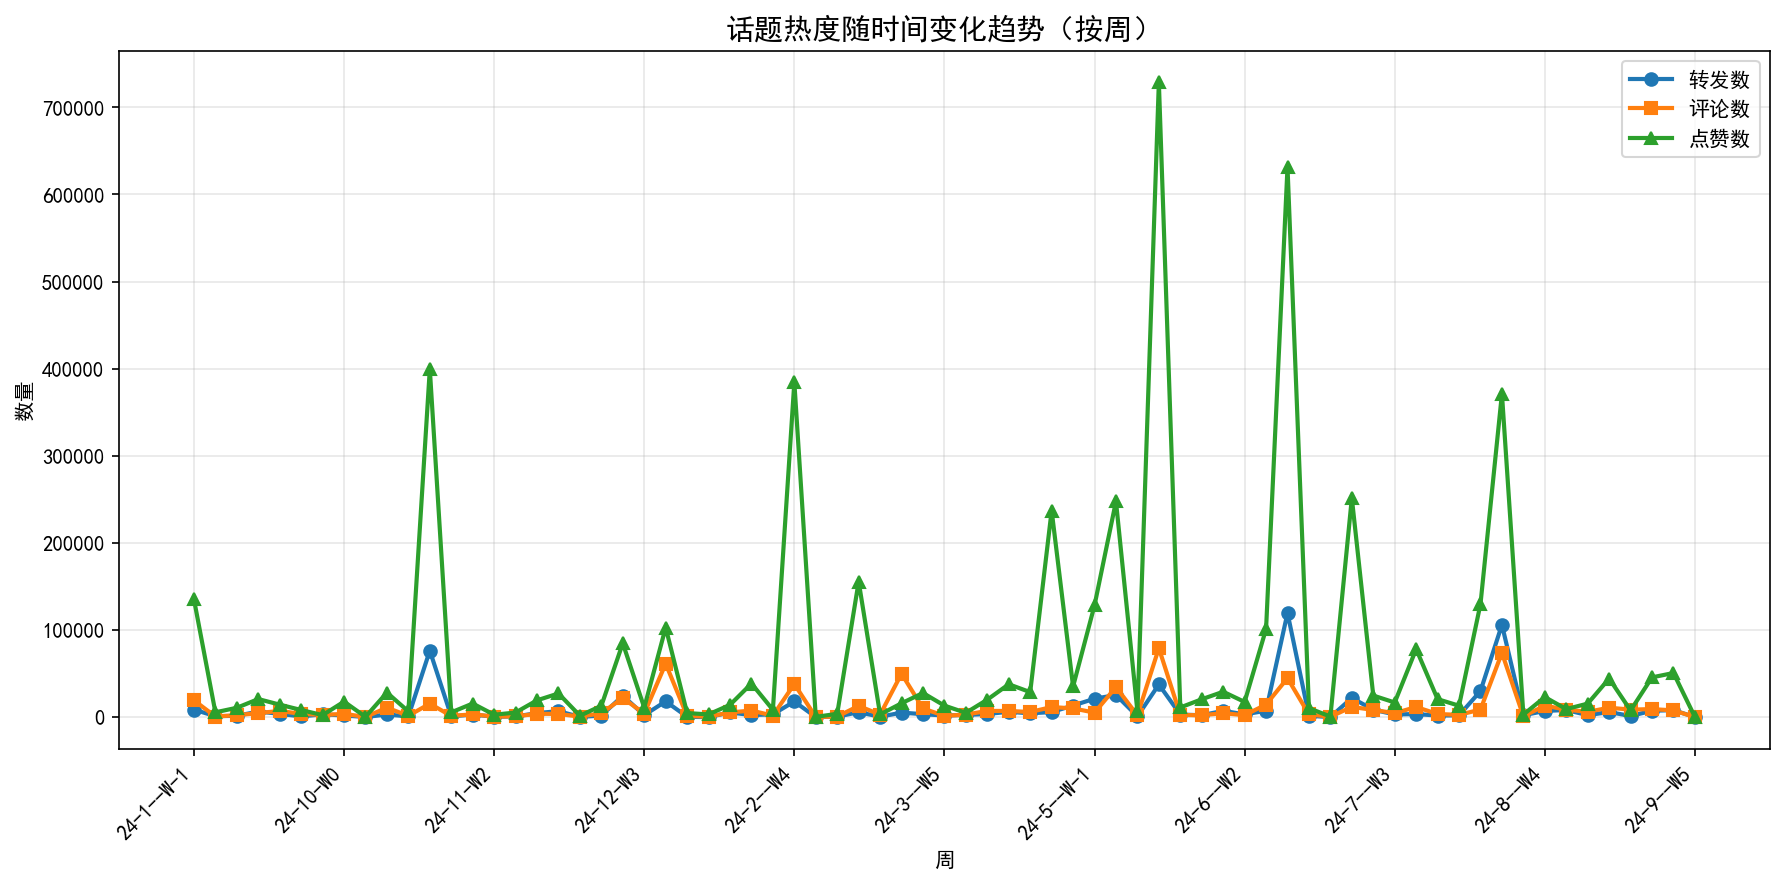 话题热度随时间变化趋势（按周）
转发数
评论数
点赞数
数量
700000
600000
500000
400000
300000
200000
100000
0
24-1--W-1
24-10-W0
24-11-W2
24-12-W3
24-2--W4
24-3--W5
24-5--W-1
24-6--W2
24-7--W3
24-8--W4
24-9--W5
周